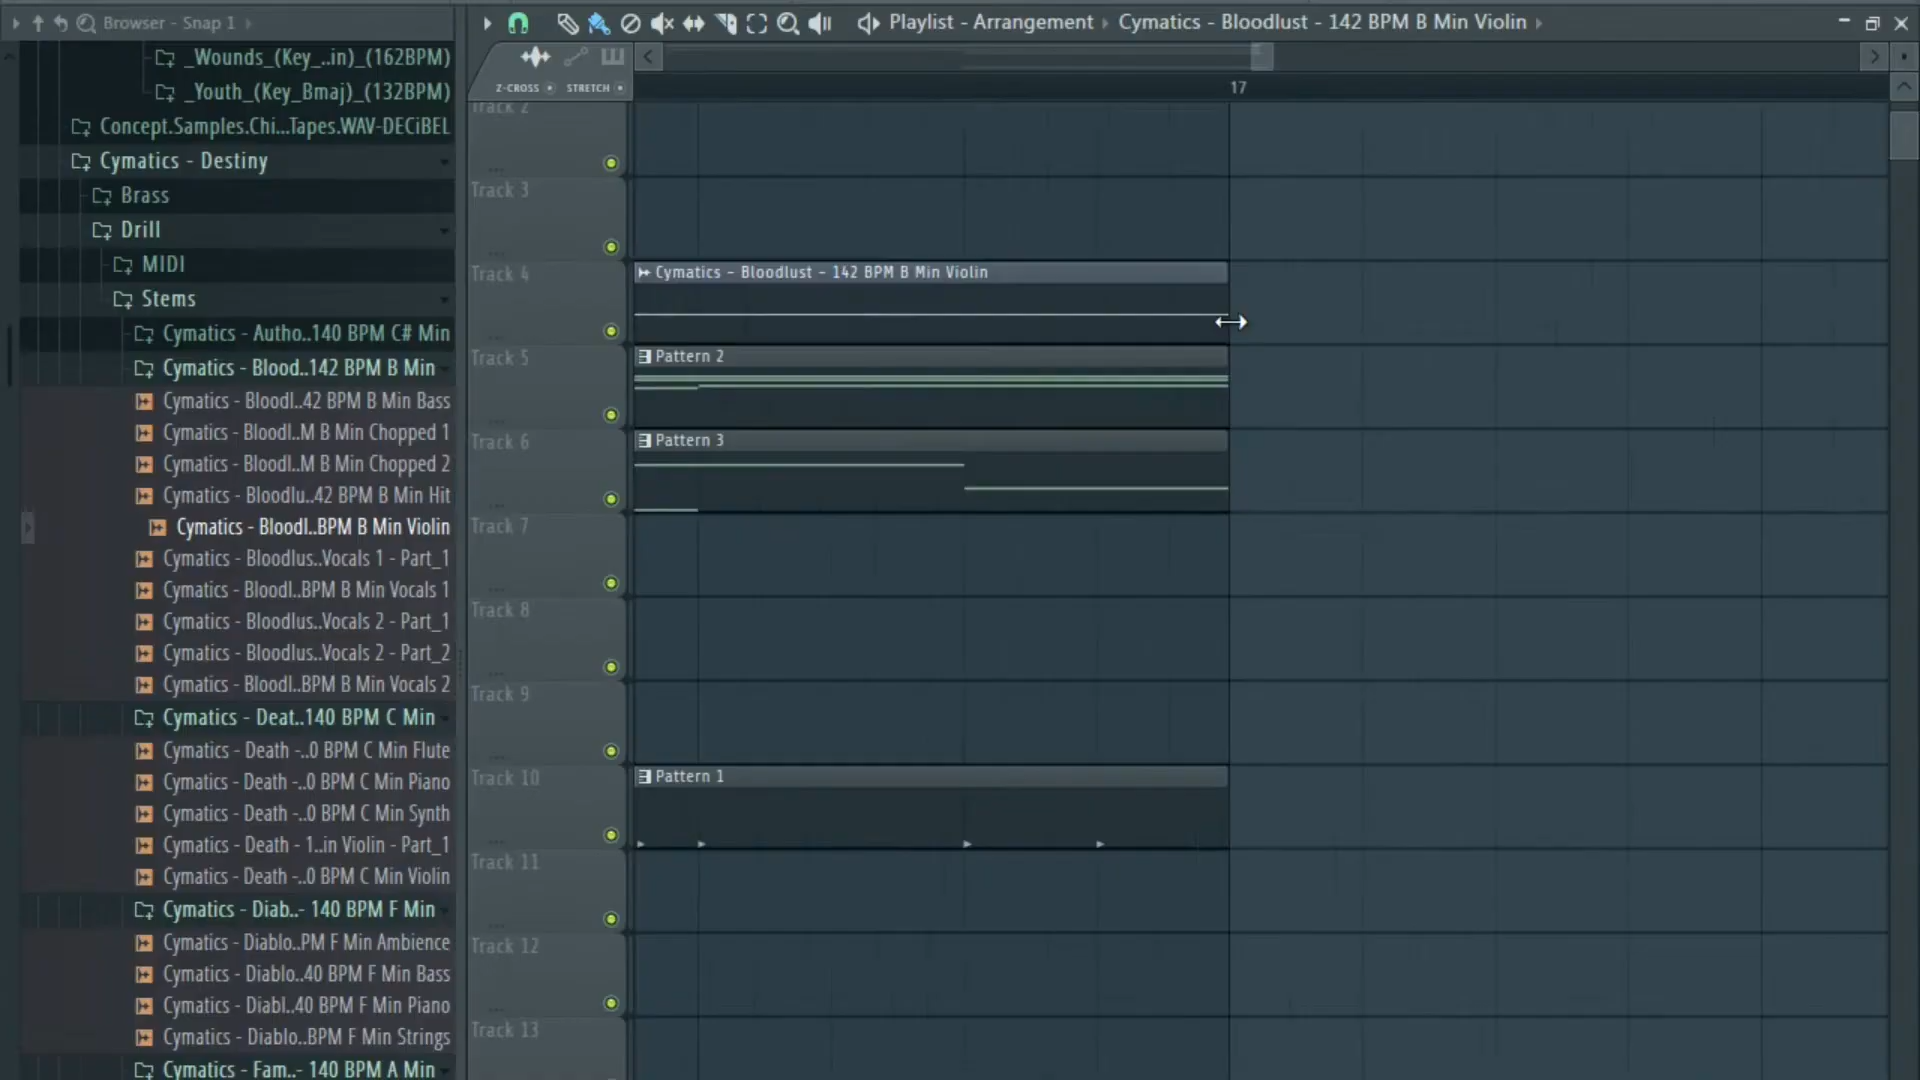 Browser - Snap 1
Playlist - Arrangement › Cymatics - Bloodlust - 142 BPM B Min Violin ›
Z-CROSS STRETCH
17
_Wounds_(Key_..in)_(162BPM)
_Youth_(Key_Bmaj)_(132BPM)
Concept.Samples.Chi...Tapes.WAV-DECiBEL
Cymatics - Destiny
Brass
Drill
MIDI
Stems
Cymatics - Autho..140 BPM C# Min
Cymatics - Blood..142 BPM B Min
Cymatics - Bloodl..42 BPM B Min Bass
Cymatics - Bloodl..M B Min Chopped 1
Cymatics - Bloodl..M B Min Chopped 2
Cymatics - Bloodlu..42 BPM B Min Hit
Cymatics - Bloodl..BPM B Min Violin
Cymatics - Bloodlus..Vocals 1 - Part_1
Cymatics - Bloodl..BPM B Min Vocals 1
Cymatics - Bloodlus..Vocals 2 - Part_1
Cymatics - Bloodlus..Vocals 2 - Part_2
Cymatics - Bloodl..BPM B Min Vocals 2
Cymatics - Deat..140 BPM C Min
Cymatics - Death -..0 BPM C Min Flute
Cymatics - Death -..0 BPM C Min Piano
Cymatics - Death -..0 BPM C Min Synth
Cymatics - Death - 1..in Violin - Part_1
Cymatics - Death -..0 BPM C Min Violin
Cymatics - Diab..- 140 BPM F Min
Cymatics - Diablo..PM F Min Ambience
Cymatics - Diablo..40 BPM F Min Bass
Cymatics - Diabl..40 BPM F Min Piano
Cymatics - Diablo..BPM F Min Strings
Cymatics - Fam..- 140 BPM A Min
Track 2
Track 3
Track 4
Cymatics - Bloodlust - 142 BPM B Min Violin
Track 5
Pattern 2
Track 6
Pattern 3
Track 7
Track 8
Track 9
Track 10
Pattern 1
Track 11
Track 12
Track 13